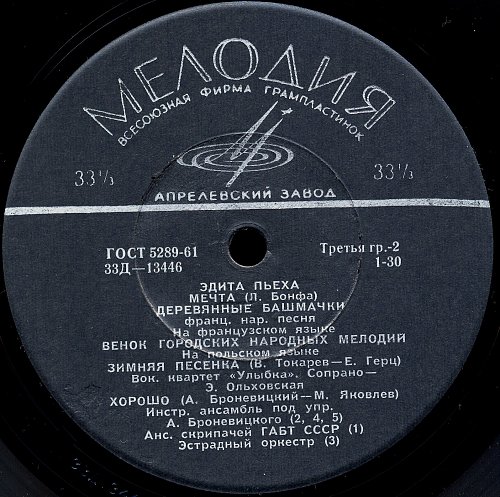 МЕЛОДИЯ
ВСЕСОЮЗНАЯ ФИРМА ГРАМПЛАСТИНОК
33⅓ 33⅓
АПРЕЛЕВСКИЙ ЗАВОД
ГОСТ 5289-61 Третья гр.-2
33Д—13446 1-30
ЭДИТА ПЬЕХА
МЕЧТА (Л. Бонфа)
ДЕРЕВЯННЫЕ БАШМАЧКИ
франц. нар. песня
На французском языке
ВЕНОК ГОРОДСКИХ НАРОДНЫХ МЕЛОДИЙ
На польском языке
ЗИМНЯЯ ПЕСЕНКА (В. Токарев—Е. Герц)
Вок. квартет «Улыбка». Сопрано—
Э. Ольховская
ХОРОШО (А. Броневицкий—М. Яковлев)
Инстр. ансамбль под упр.
А. Броневицкого (2, 4, 5)
Анс. скрипачей ГАБТ СССР (1)
Эстрадный оркестр (3)